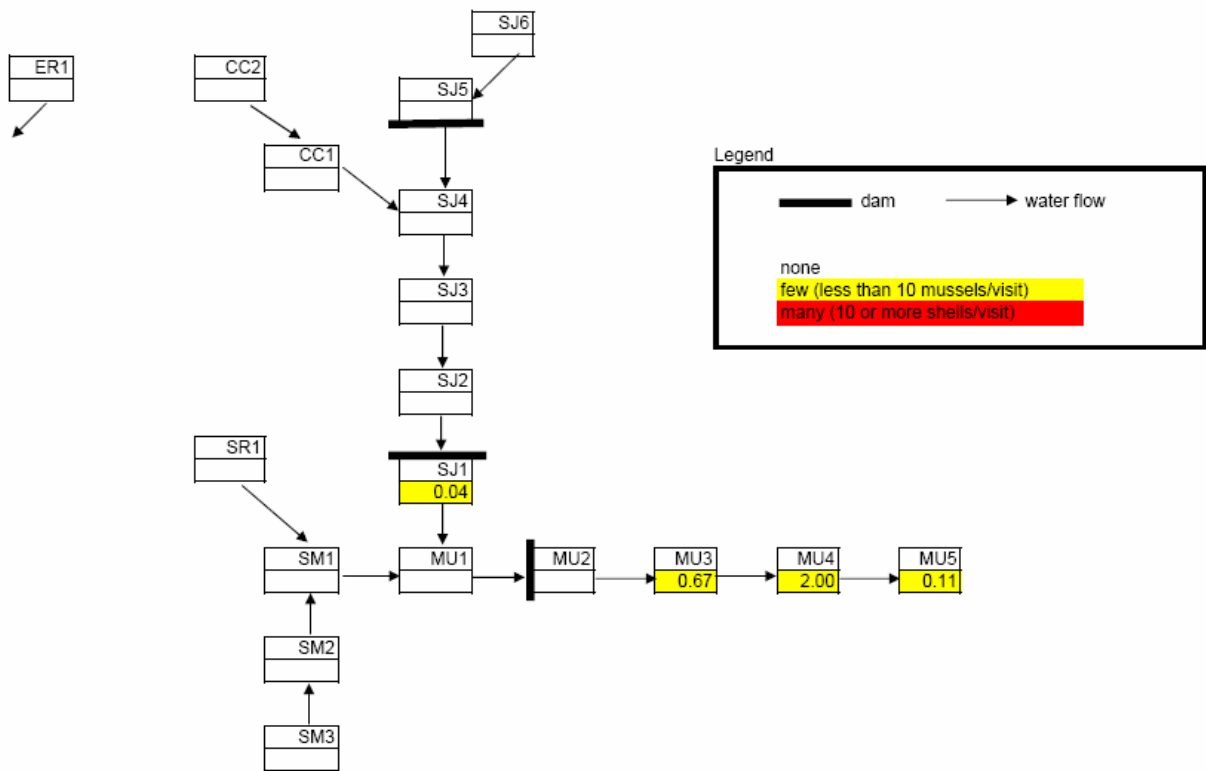 SJ6
ER1
CC2
SJ5
CC1
Legend
SJ4
dam
water flow
none
few (less than 10 mussels/visit)
many (10 or more shells/visit)
SJ3
SJ2
SR1
SJ1
0.04
SM1
MU1
MU2
MU3
MU4
MU5
0.67
2.00
0.11
SM2
SM3